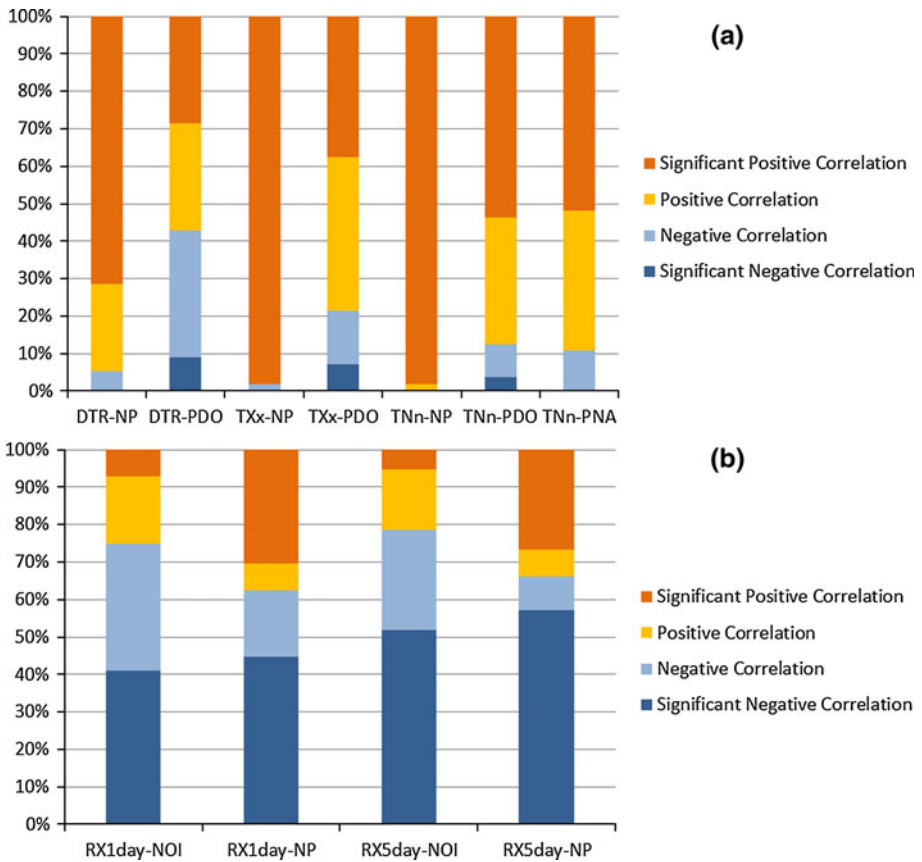 (a)
100%
90%
80%
70%
60%
50%
40%
30%
20%
10%
0%
DTR-NP DTR-PDO TXx-NP TXx-PDO TNn-NP TNn-PDO TNn-PNA
Significant Positive Correlation
Positive Correlation
Negative Correlation
Significant Negative Correlation
(b)
100%
90%
80%
70%
60%
50%
40%
30%
20%
10%
0%
RX1day-NOI RX1day-NP RX5day-NOI RX5day-NP
Significant Positive Correlation
Positive Correlation
Negative Correlation
Significant Negative Correlation